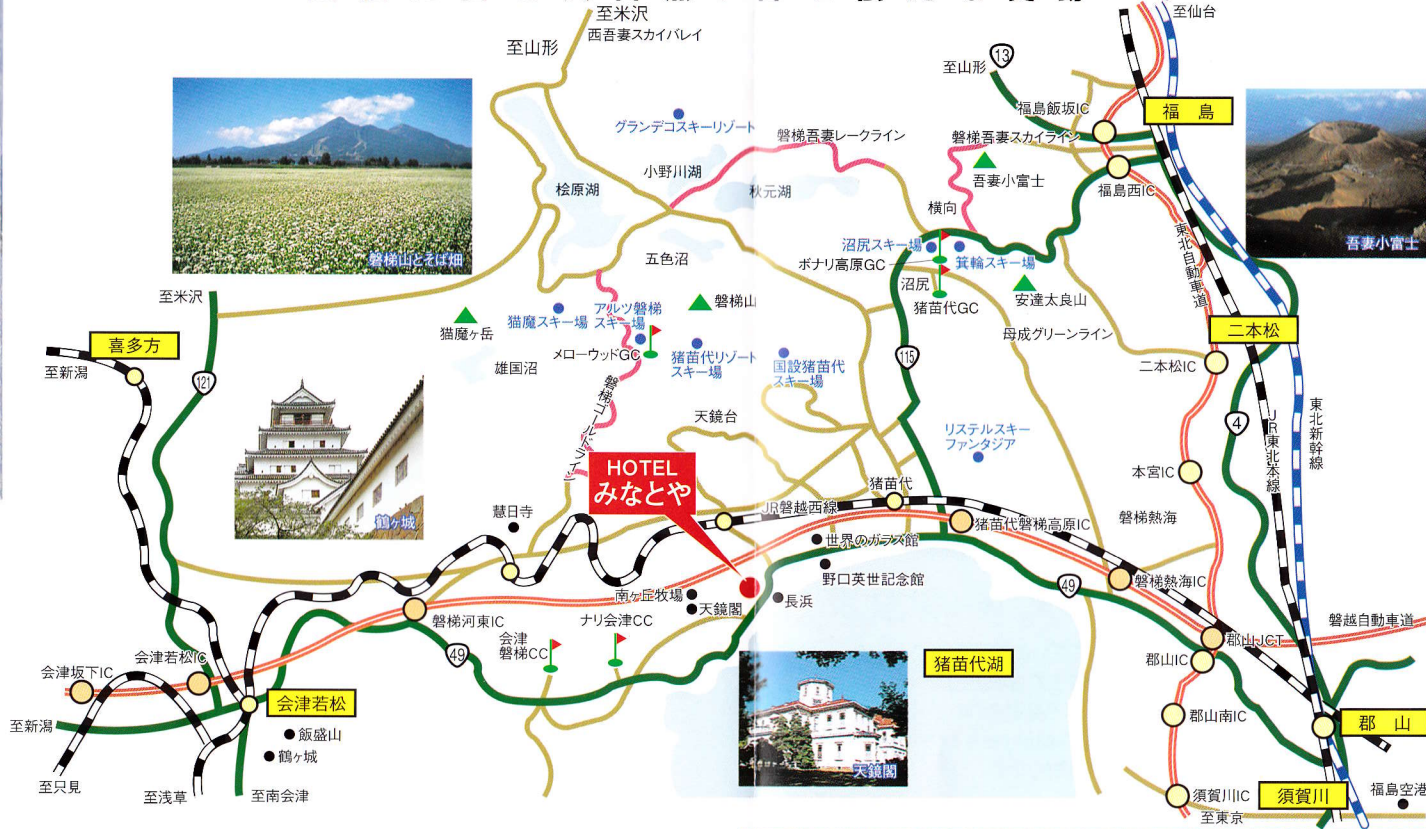 至米沢
西吾妻スカイバレイ
至山形
至仙台
13
至山形
福島飯坂IC
福 島
グランデコスキーリゾート
磐梯吾妻レークライン
磐梯吾妻スカイライン
小野川湖
吾妻小富士
桧原湖
秋元湖
福島西IC
横向
沼尻スキー場
箕輪スキー場
ボナリ高原GC
吾妻小富士
磐梯山とそば畑
五色沼
東北自動車道
沼尻
安達太良山
猪苗代GC
至米沢
磐梯山
アルツ磐梯
スキー場
猫魔スキー場
猫魔ヶ岳
母成グリーンライン
二本松
喜多方
メローウッドGC
猪苗代リゾート
スキー場
国設猪苗代
スキー場
115
二本松IC
至新潟
雄国沼
121
磐梯ゴールドライン
天鏡台
4
JR東北本線
東北新幹線
リステルスキー
ファンタジア
HOTEL
みなとや
本宮IC
猪苗代
鶴ヶ城
慧日寺
JR磐越西線
猪苗代磐梯高原IC
磐梯熱海
世界のガラス館
野口英世記念館
49
磐梯熱海IC
南ヶ丘牧場
天鏡閣
長浜
磐梯河東IC
ナリ会津CC
会津
磐梯CC
49
磐越自動車道
郡山JCT
会津若松IC
会津坂下IC
猪苗代湖
郡山IC
会津若松
至新潟
飯盛山
鶴ヶ城
郡山南IC
郡 山
天鏡閣
至只見
至浅草
至南会津
須賀川IC
須賀川
福島空港
至東京